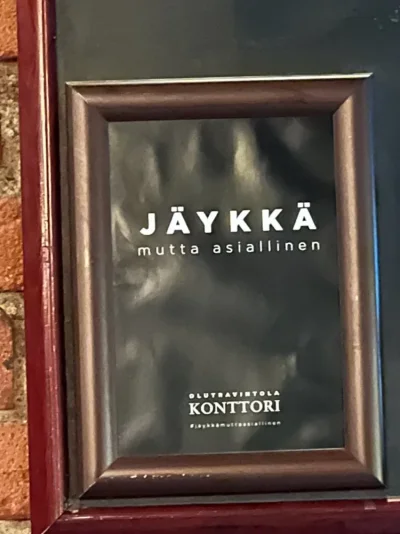 JÄYKKÄ
mutta asiallinen
OLUTRAVINTOLA
KONTTORI
#jäykkämuttaasiallinen